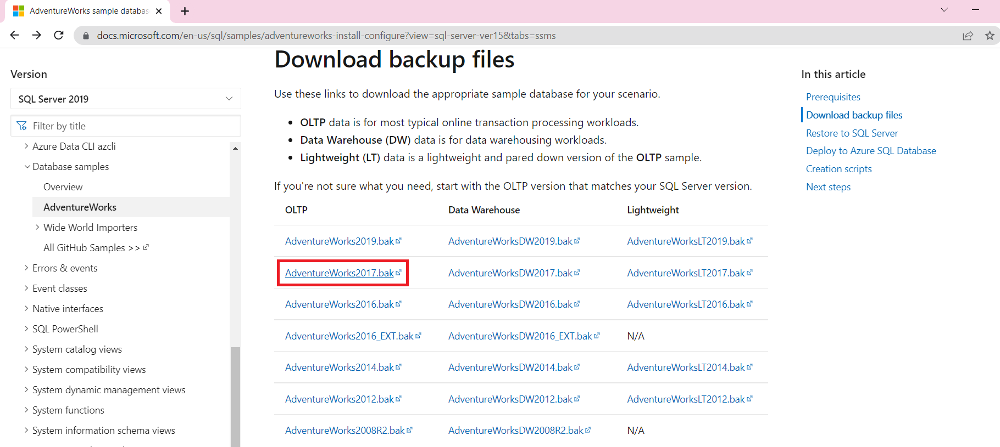 AdventureWorks sample databas
docs.microsoft.com/en-us/sql/samples/adventureworks-install-configure?view=sql-server-ver15&tabs=ssms
Version
SQL Server 2019
Filter by title
Azure Data CLI azcli
Database samples
Overview
AdventureWorks
Wide World Importers
All GitHub Samples >>
Errors & events
Event classes
Native interfaces
SQL PowerShell
System catalog views
System compatibility views
System dynamic management views
System functions
System information schema views
Download backup files
Use these links to download the appropriate sample database for your scenario.
• OLTP data is for most typical online transaction processing workloads.
• Data Warehouse (DW) data is for data warehousing workloads.
• Lightweight (LT) data is a lightweight and pared down version of the OLTP sample.
If you're not sure what you need, start with the OLTP version that matches your SQL Server version.
OLTP Data Warehouse Lightweight
AdventureWorks2019.bak AdventureWorksDW2019.bak AdventureWorksLT2019.bak
AdventureWorks2017.bak AdventureWorksDW2017.bak AdventureWorksLT2017.bak
AdventureWorks2016.bak AdventureWorksDW2016.bak AdventureWorksLT2016.bak
AdventureWorks2016_EXT.bak AdventureWorksDW2016_EXT.bak N/A
AdventureWorks2014.bak AdventureWorksDW2014.bak AdventureWorksLT2014.bak
AdventureWorks2012.bak AdventureWorksDW2012.bak AdventureWorksLT2012.bak
AdventureWorks2008R2.bak AdventureWorksDW2008R2.bak N/A
In this article
Prerequisites
Download backup files
Restore to SQL Server
Deploy to Azure SQL Database
Creation scripts
Next steps